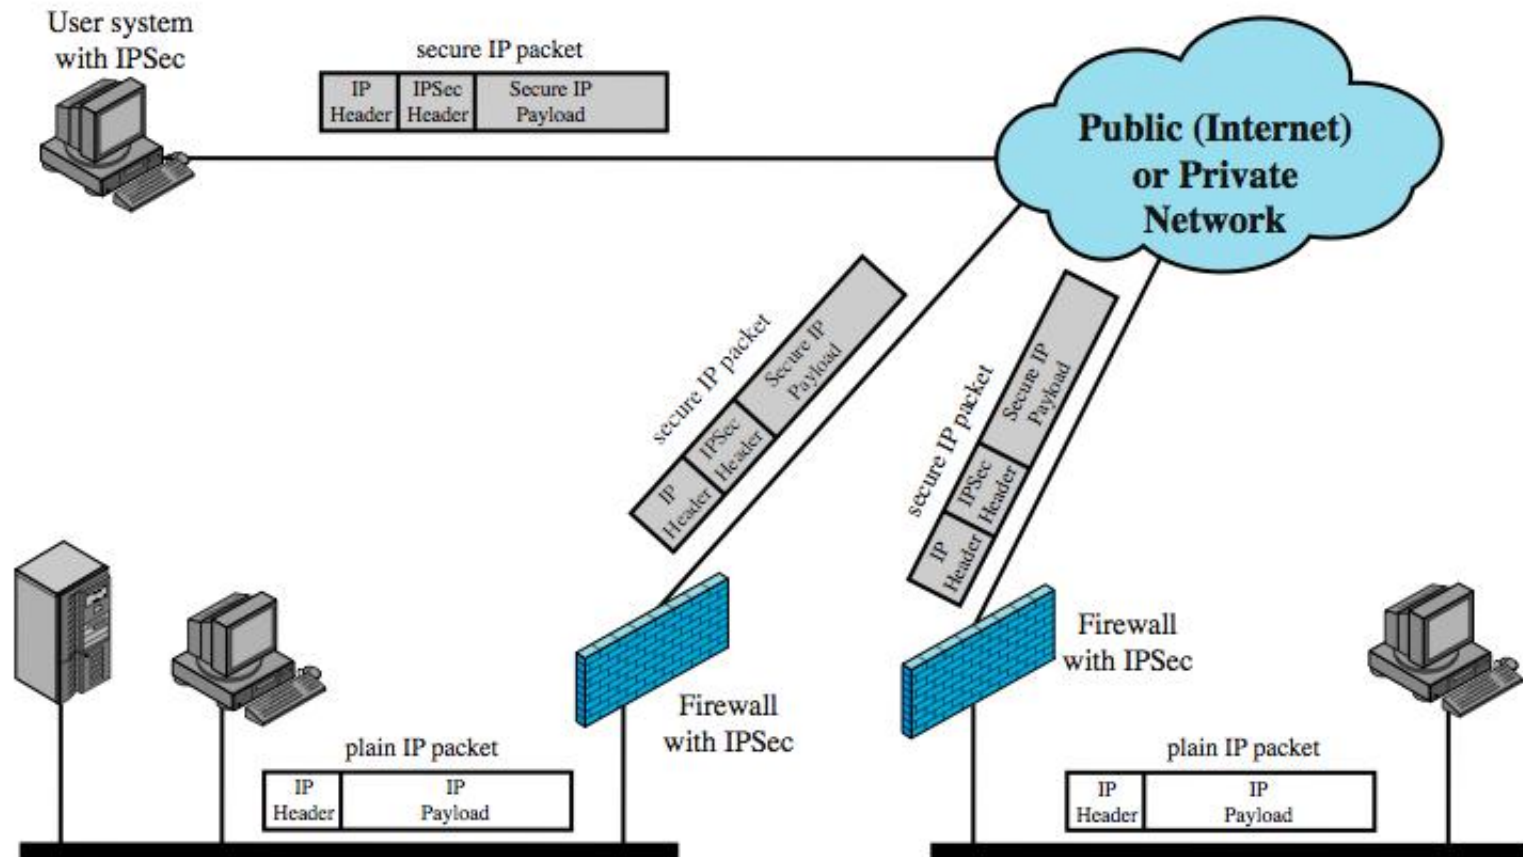 User system
with IPSec
secure IP packet
IP
Header
IPSec
Header
Secure IP
Payload
Public (Internet)
or Private
Network
secure IP packet
IP
Header
IPSec
Header
Secure IP
Payload
secure IP packet
IP
Header
IPSec
Header
Secure IP
Payload
Firewall
with IPSec
Firewall
with IPSec
plain IP packet
IP
Header
IP
Payload
plain IP packet
IP
Header
IP
Payload